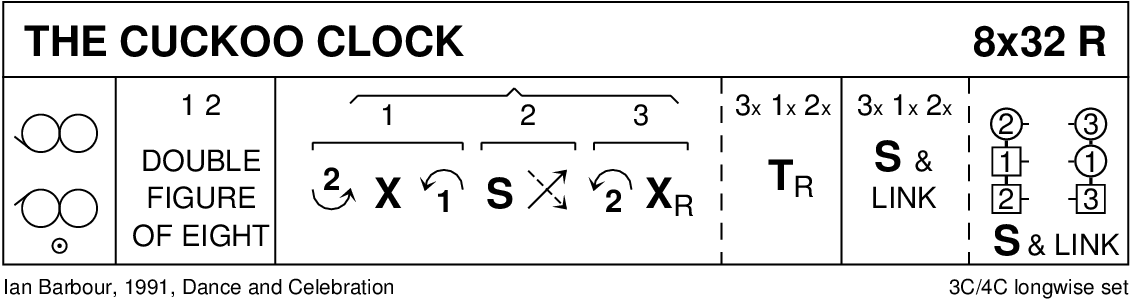 THE CUCKOO CLOCK 8x32 R
1 2
DOUBLE
FIGURE
OF EIGHT
1 2 3
2 X 1 S 2 XR
3x 1x 2x
TR
3x 1x 2x
S &
LINK
2 3
1 1
2 3
S & LINK
Ian Barbour, 1991, Dance and Celebration 3C/4C longwise set